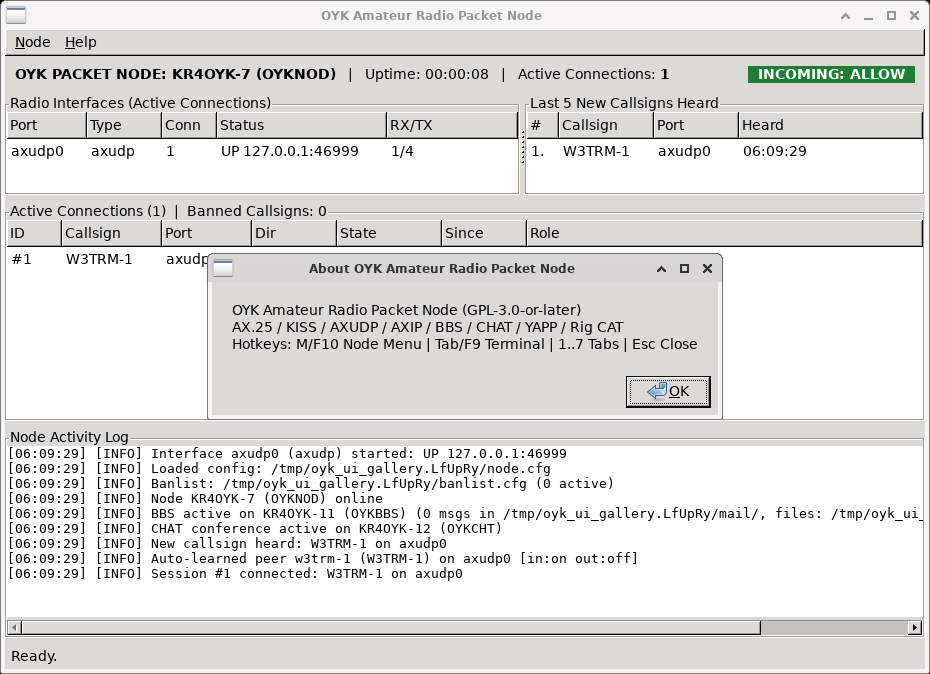 OYK Amateur Radio Packet Node
Node Help
OYK PACKET NODE: KR4OYK-7 (OYKNOD) | Uptime: 00:00:08 | Active Connections: 1 INCOMING: ALLOW
Radio Interfaces (Active Connections)
Port Type Conn Status RX/TX
axudp0 axudp 1 UP 127.0.0.1:46999 1/4
Last 5 New Callsigns Heard
# Callsign Port Heard
1. W3TRM-1 axudp0 06:09:29
Active Connections (1) | Banned Callsigns: 0
ID Callsign Port Dir State Since Role
#1 W3TRM-1 axudp
About OYK Amateur Radio Packet Node
OYK Amateur Radio Packet Node (GPL-3.0-or-later)
AX.25 / KISS / AXUDP / AXIP / BBS / CHAT / YAPP / Rig CAT
Hotkeys: M/F10 Node Menu | Tab/F9 Terminal | 1..7 Tabs | Esc Close
OK
Node Activity Log
[06:09:29] [INFO] Interface axudp0 (axudp) started: UP 127.0.0.1:46999
[06:09:29] [INFO] Loaded config: /tmp/oyk_ui_gallery.LfUpRy/node.cfg
[06:09:29] [INFO] Banlist: /tmp/oyk_ui_gallery.LfUpRy/banlist.cfg (0 active)
[06:09:29] [INFO] Node KR4OYK-7 (OYKNOD) online
[06:09:29] [INFO] BBS active on KR4OYK-11 (OYKBBS) (0 msgs in /tmp/oyk_ui_gallery.LfUpRy/mail/, files: /tmp/oyk_ui_
[06:09:29] [INFO] CHAT conference active on KR4OYK-12 (OYKCHT)
[06:09:29] [INFO] New callsign heard: W3TRM-1 on axudp0
[06:09:29] [INFO] Auto-learned peer w3trm-1 (W3TRM-1) on axudp0 [in:on out:off]
[06:09:29] [INFO] Session #1 connected: W3TRM-1 on axudp0
Ready.